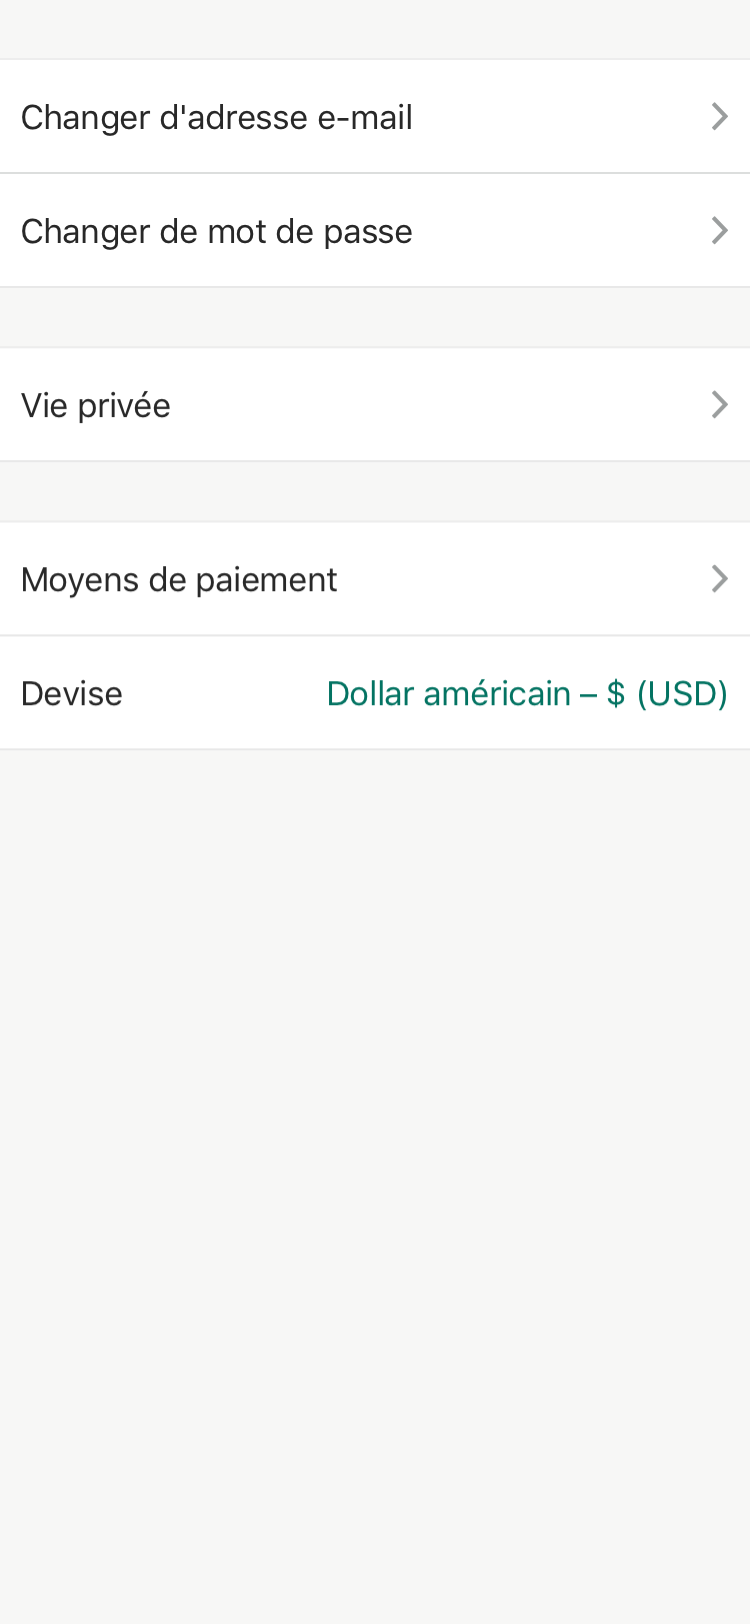 Changer d'adresse e-mail
Changer de mot de passe
Vie privée
Moyens de paiement
Devise Dollar américain – $ (USD)